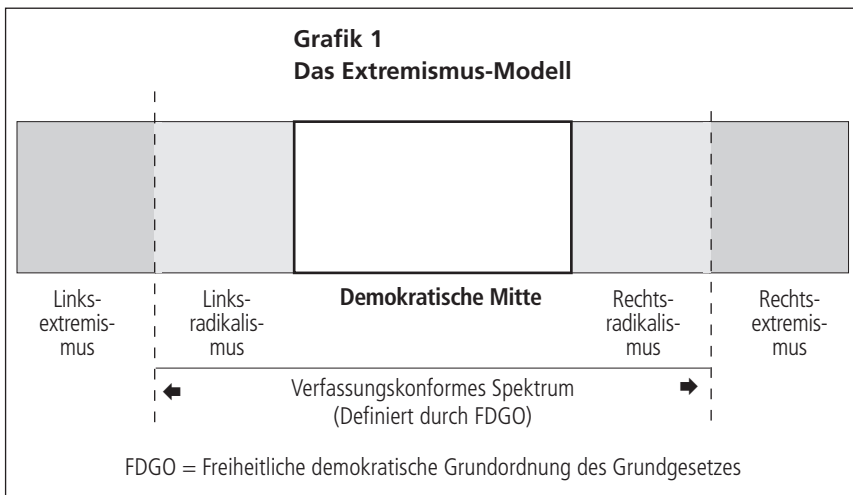 Grafik 1
Das Extremismus-Modell
Links-
extremis-
mus
Links-
radikalis-
mus
Demokratische Mitte
Rechts-
radikalis-
mus
Rechts-
extremis-
mus
Verfassungskonformes Spektrum
(Definiert durch FDGO)
FDGO = Freiheitliche demokratische Grundordnung des Grundgesetzes